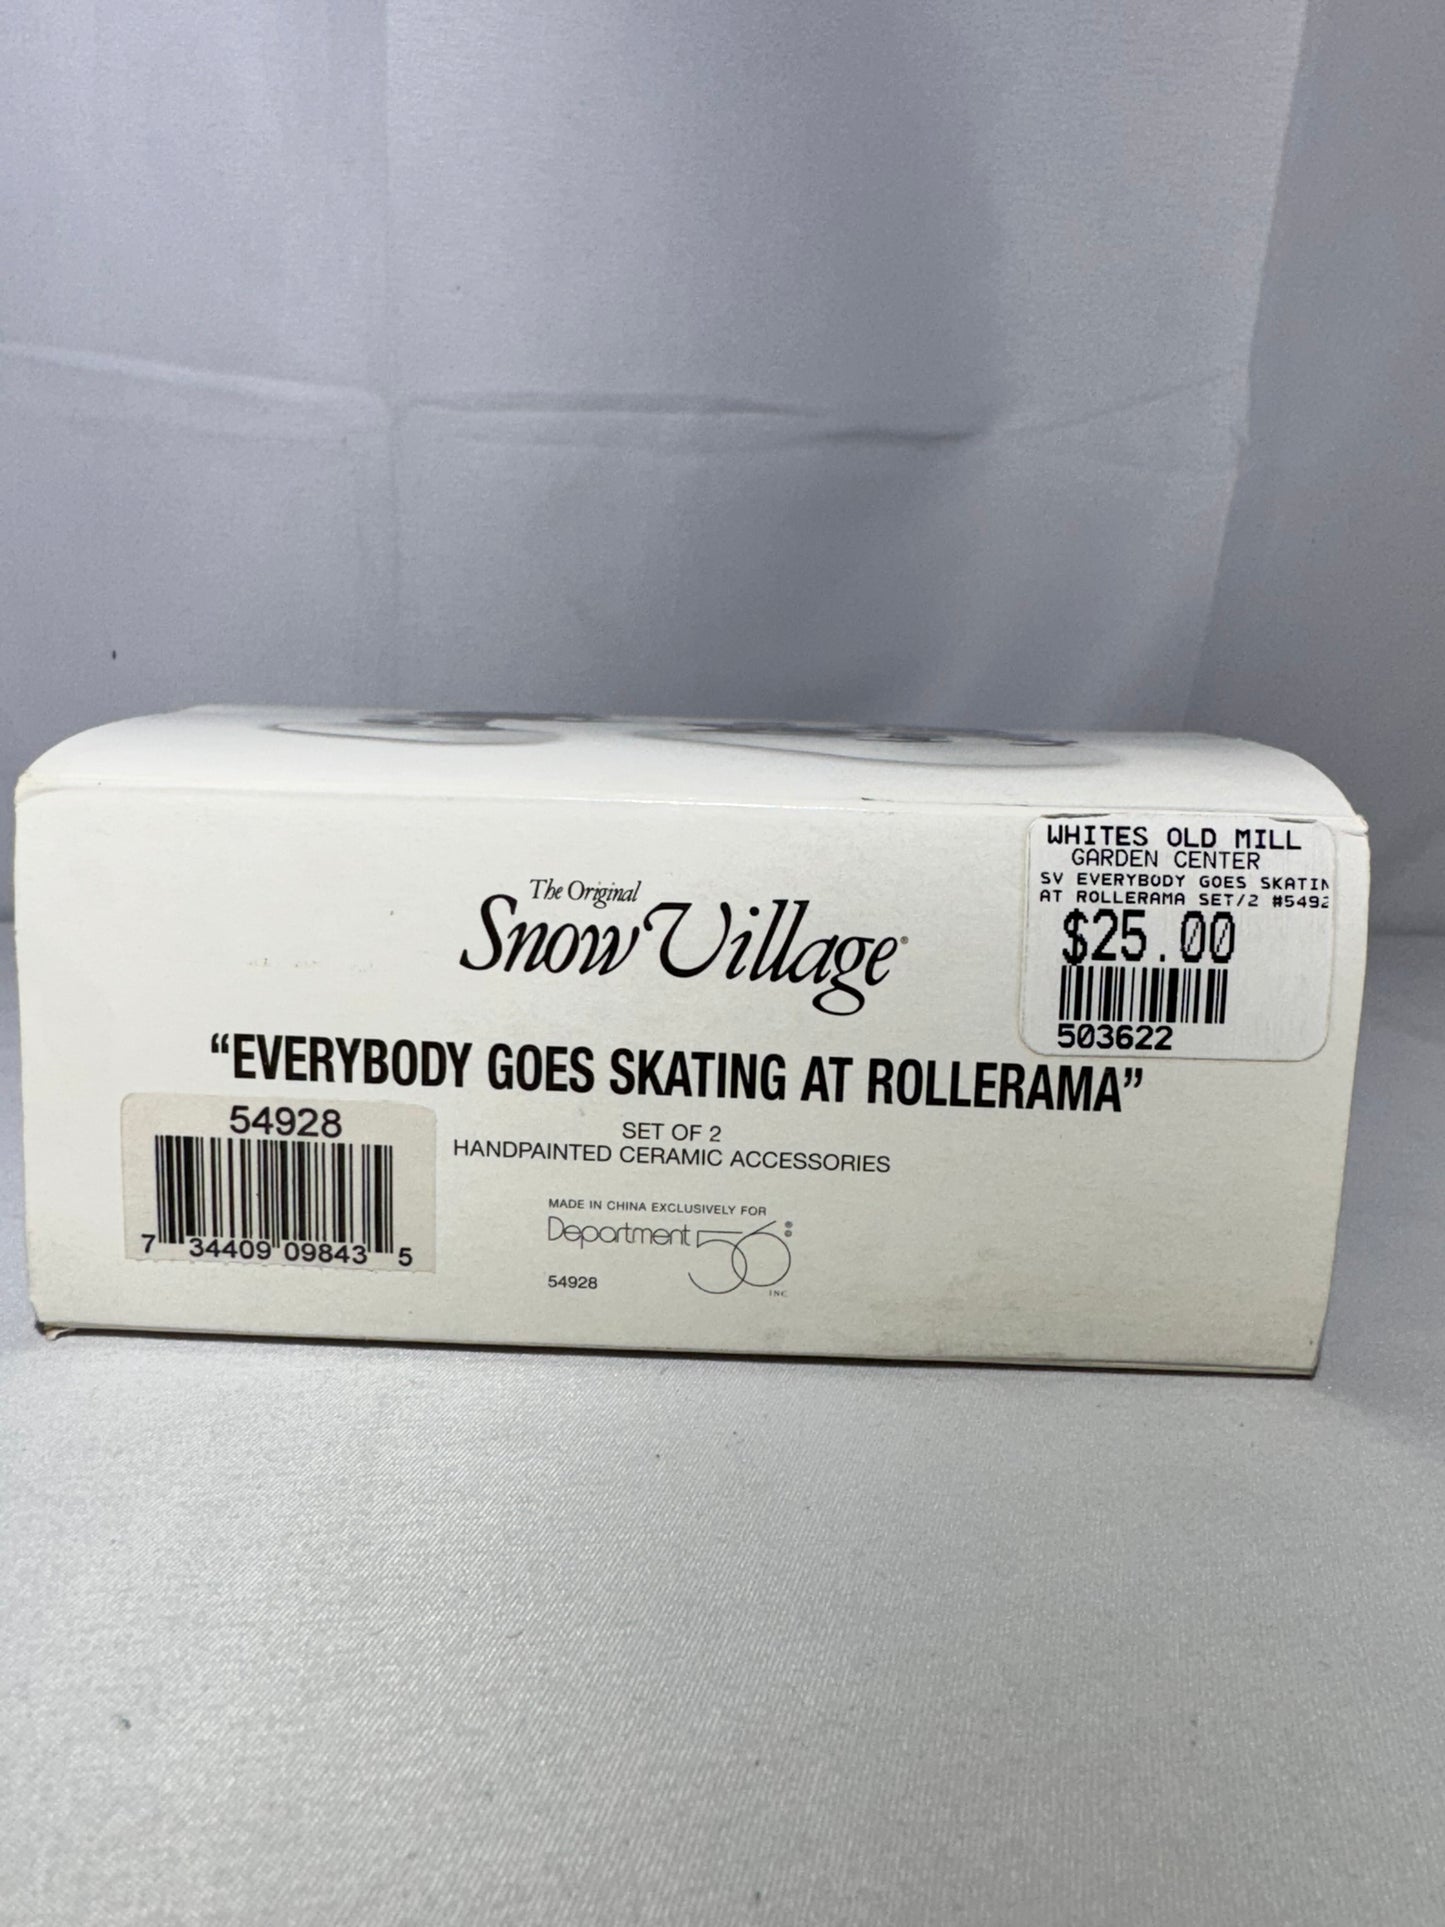 WHITES OLD MILL
GARDEN CENTER
SV EVERYBODY GOES SKATIN
AT ROLLERAMA SET/2 #5492
$25.00
503622
The Original
Snow Village®
“EVERYBODY GOES SKATING AT ROLLERAMA”
SET OF 2
HANDPAINTED CERAMIC ACCESSORIES
MADE IN CHINA EXCLUSIVELY FOR
Department 56®
INC
54928
54928
7 34409 09843 5